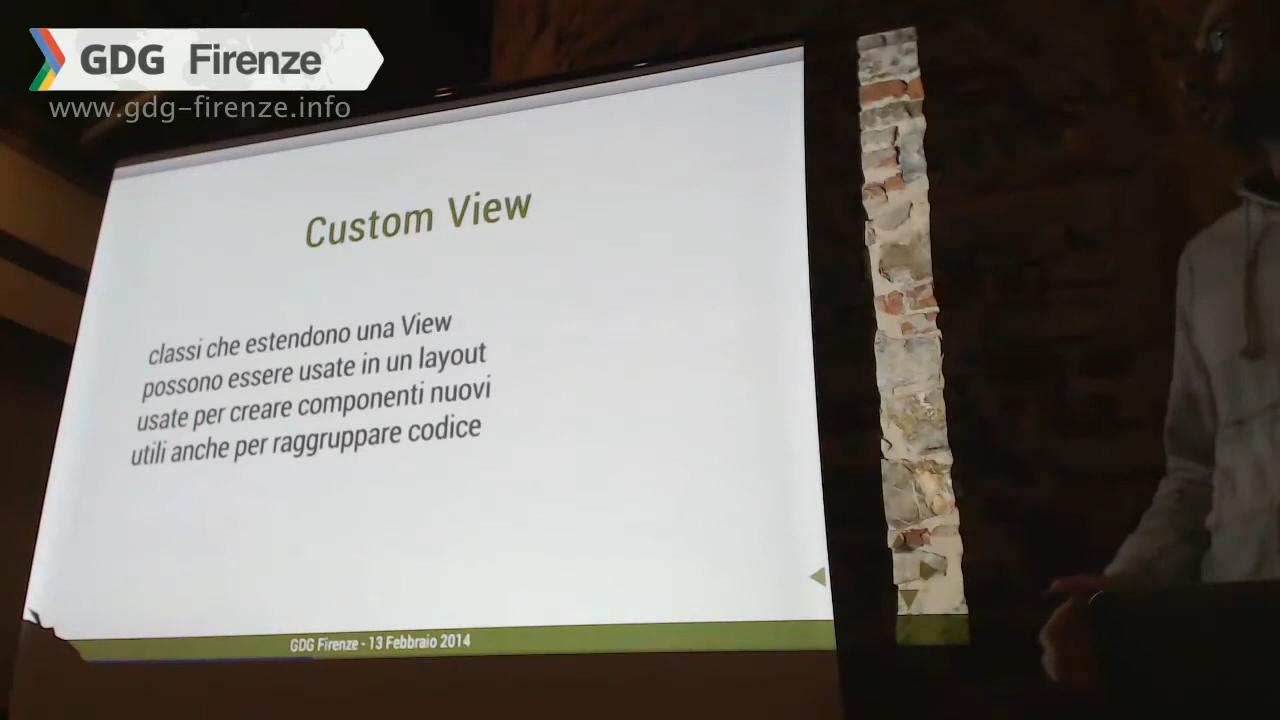 GDG Firenze
www.gdg-firenze.info
Custom View
classi che estendono una View
possono essere usate in un layout
usate per creare componenti nuovi
utili anche per raggruppare codice
GDG Firenze - 13 Febbraio 2014